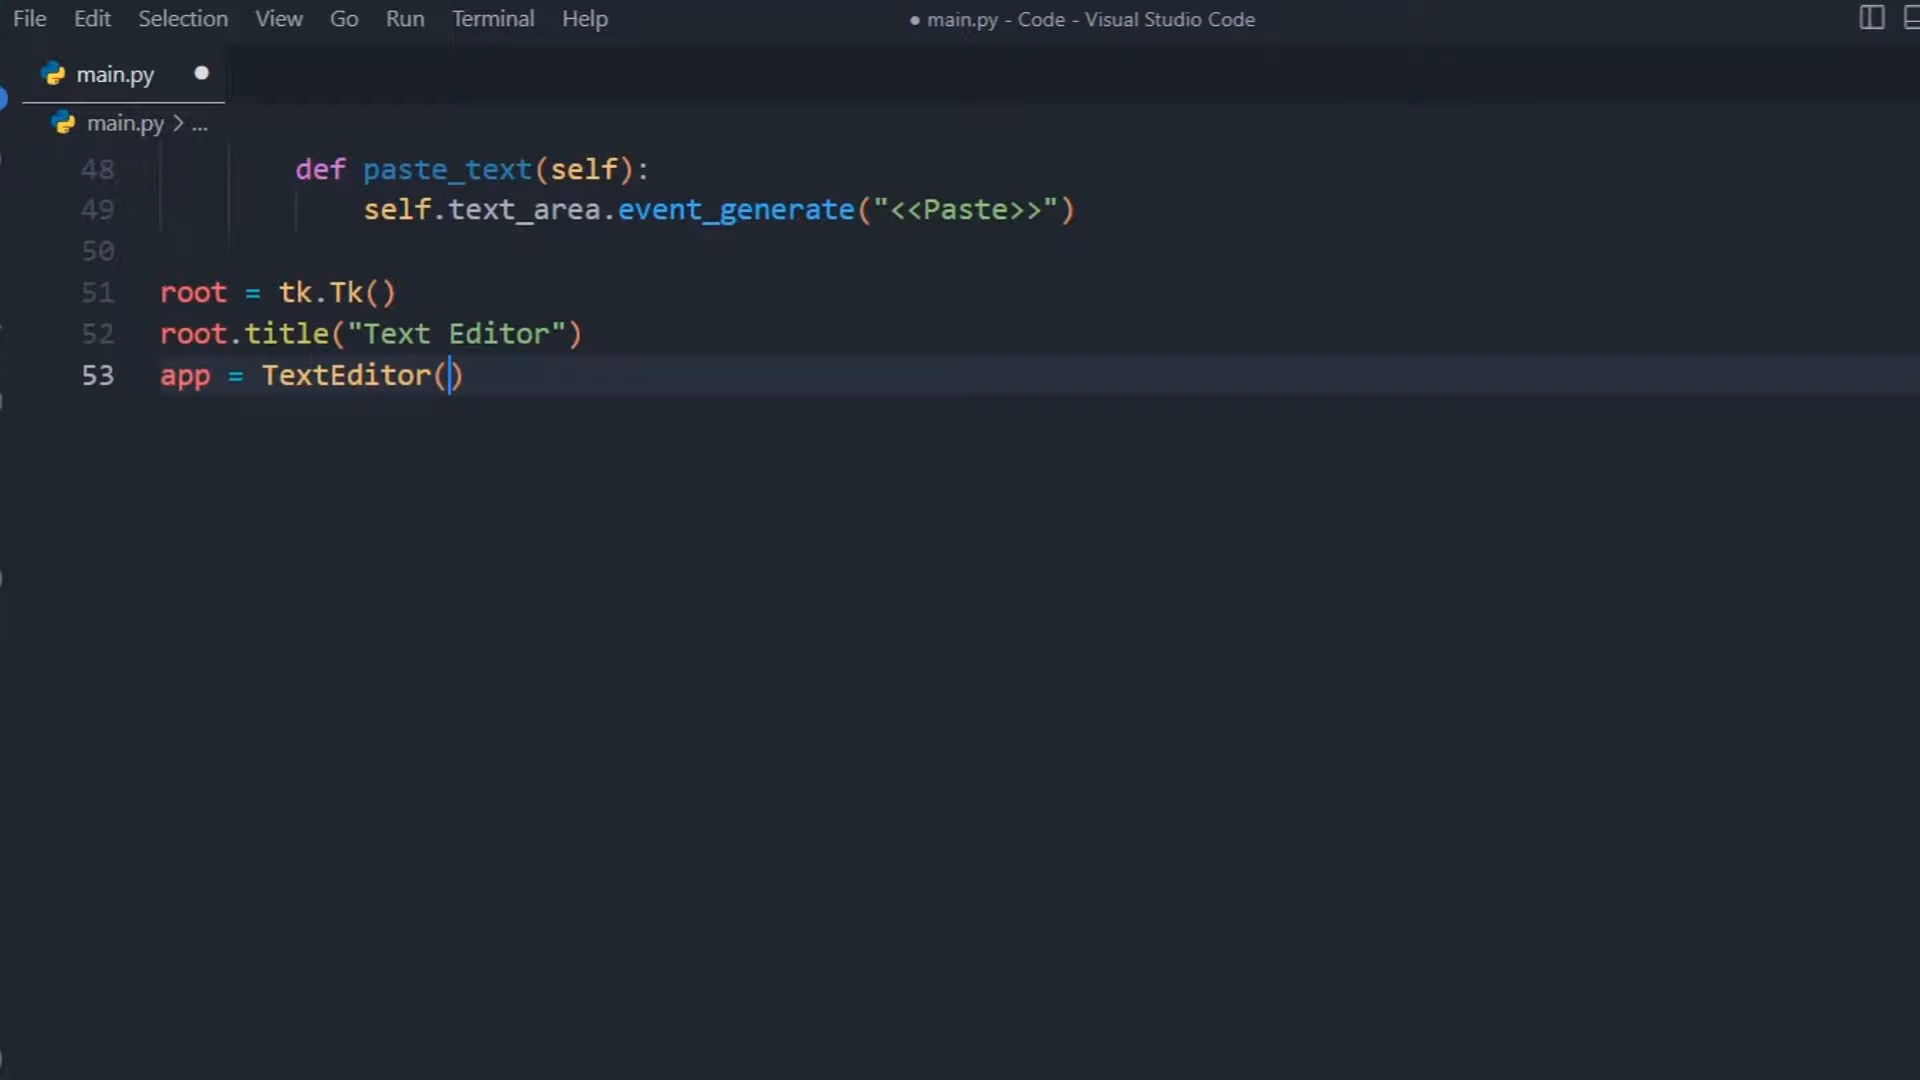 File Edit Selection View Go Run Terminal Help
● main.py - Code - Visual Studio Code
main.py ●
main.py > ...
48 def paste_text(self):
49 self.text_area.event_generate("<<Paste>>")
50
51 root = tk.Tk()
52 root.title("Text Editor")
53 app = TextEditor()